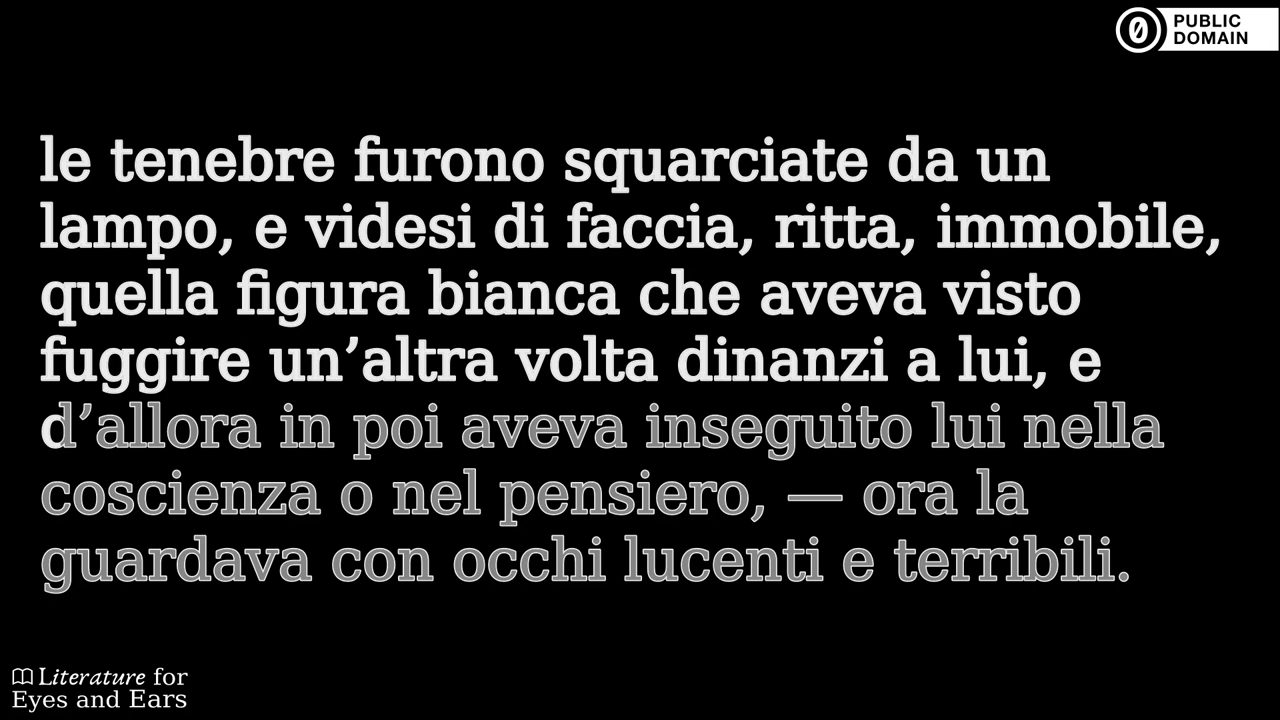 PUBLIC
DOMAIN
le tenebre furono squarciate da un
lampo, e videsi di faccia, ritta, immobile,
quella figura bianca che aveva visto
fuggire un’altra volta dinanzi a lui, e
d’allora in poi aveva inseguito lui nella
coscienza o nel pensiero, — ora la
guardava con occhi lucenti e terribili.
Literature for
Eyes and Ears